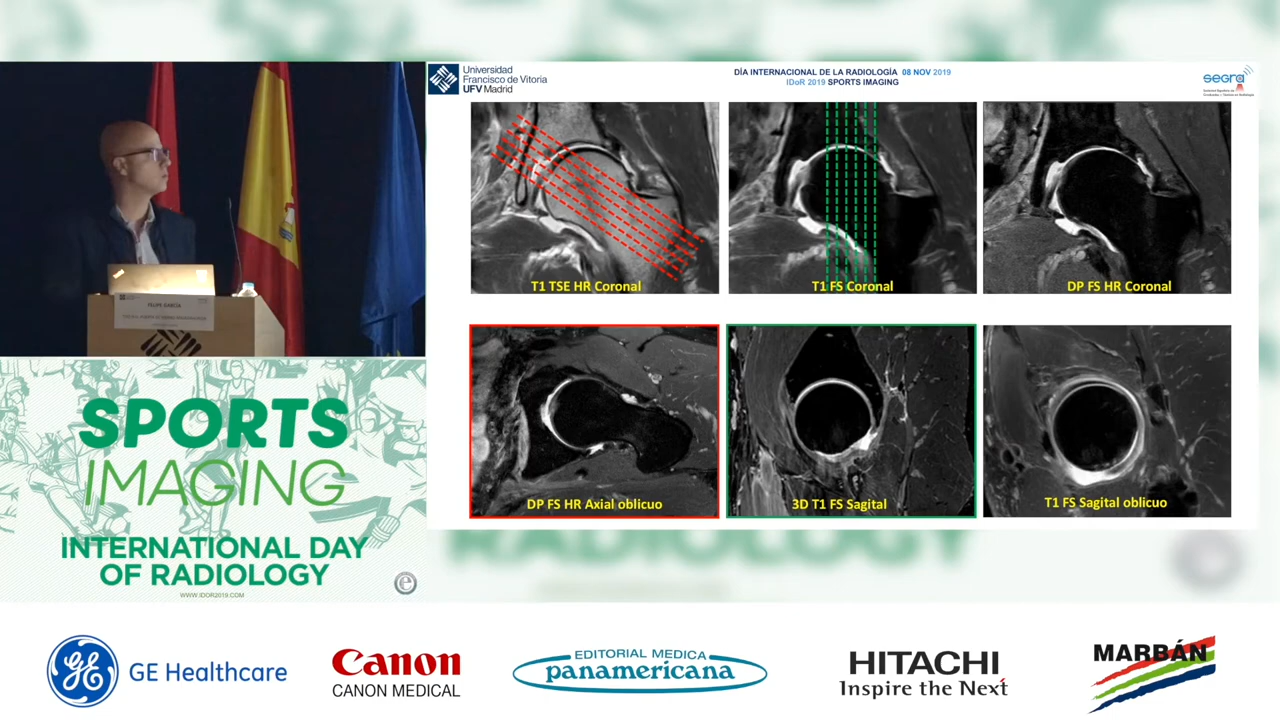 Universidad
Francisco de Vitoria
UFV Madrid
DÍA INTERNACIONAL DE LA RADIOLOGÍA 08 NOV 2019
IDoR 2019 SPORTS IMAGING
segra
T1 TSE HR Coronal
T1 FS Coronal
DP FS HR Coronal
DP FS HR Axial oblicuo
3D T1 FS Sagital
T1 FS Sagital oblicuo
FELIPE GARCÍA
SPORTS
IMAGING
INTERNATIONAL DAY
OF RADIOLOGY
WWW.IDOR2019.COM
RADIOLOGY
GE Healthcare
Canon
CANON MEDICAL
EDITORIAL MEDICA
panamericana
HITACHI
Inspire the Next
MARBÁN